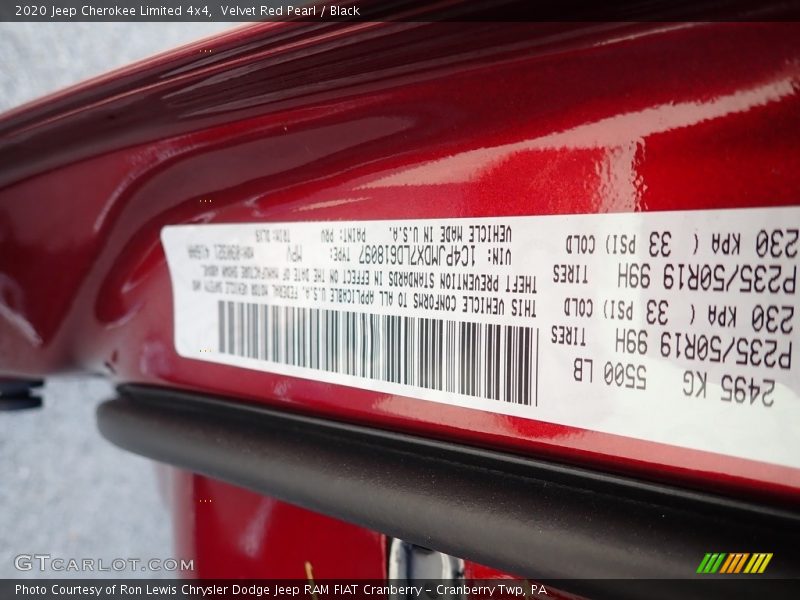 2020 Jeep Cherokee Limited 4x4, Velvet Red Pearl / Black
2495 KG 5500 LB
P235/50R19 99H TIRES
230 KPA ( 33 PSI) COLD
P235/50R19 99H TIRES
230 KPA ( 33 PSI) COLD
THIS VEHICLE CONFORMS TO ALL APPLICABLE U.S.A. FEDERAL MOTOR VEHICLE SAFETY
THEFT PREVENTION STANDARDS IN EFFECT ON THE DATE OF MANUFACTURE SHOWN ABOVE.
VIN: 1C4PJMDX7LD618097 TYPE: MPV
VEHICLE MADE IN U.S.A. PAINT: PRV TRIM:
GTCARLOT.COM
Photo Courtesy of Ron Lewis Chrysler Dodge Jeep RAM FIAT Cranberry – Cranberry Twp, PA